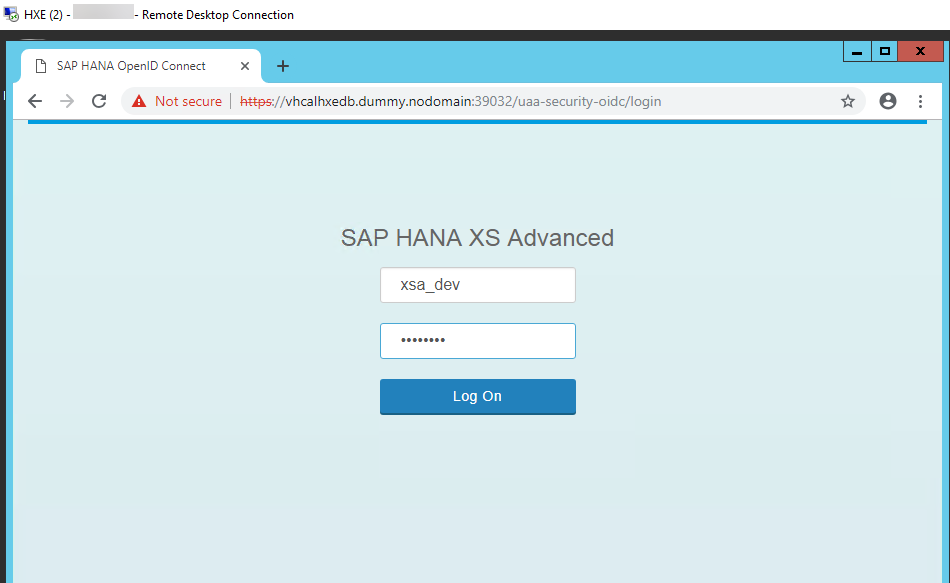 HXE (2) - - Remote Desktop Connection
SAP HANA OpenID Connect
Not secure https://vhcalhxedb.dummy.nodomain:39032/uaa-security-oidc/login
SAP HANA XS Advanced
xsa_dev
••••••••
Log On